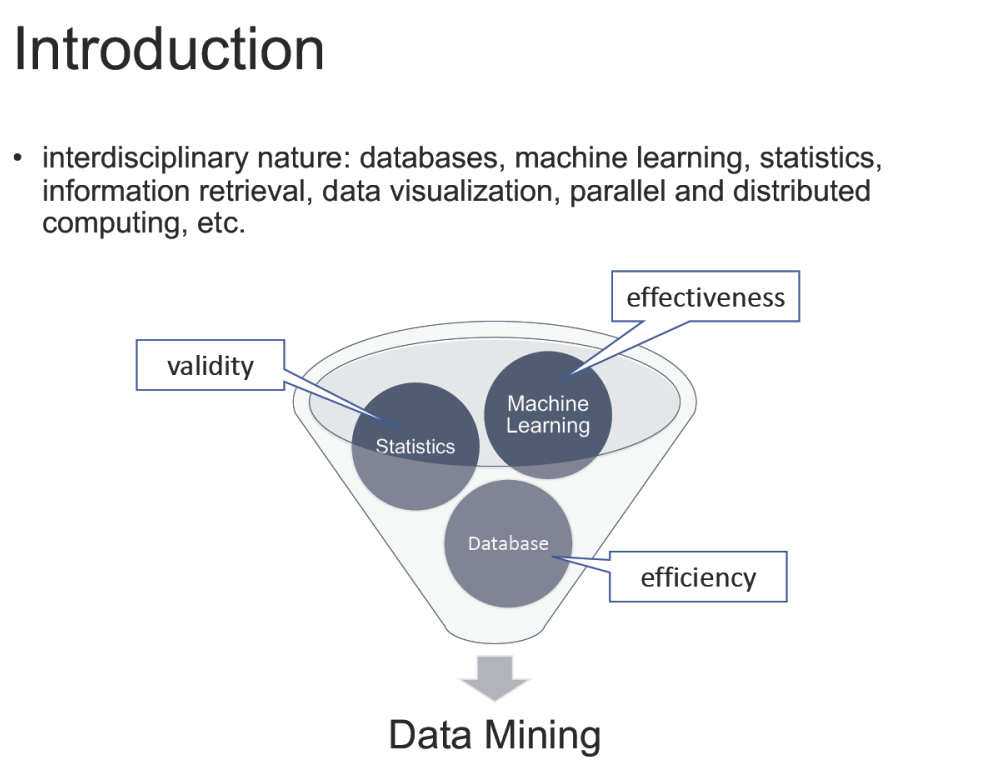 Introduction
• interdisciplinary nature: databases, machine learning, statistics,
information retrieval, data visualization, parallel and distributed
computing, etc.
effectiveness
validity
Machine
Learning
Statistics
Database
efficiency
Data Mining